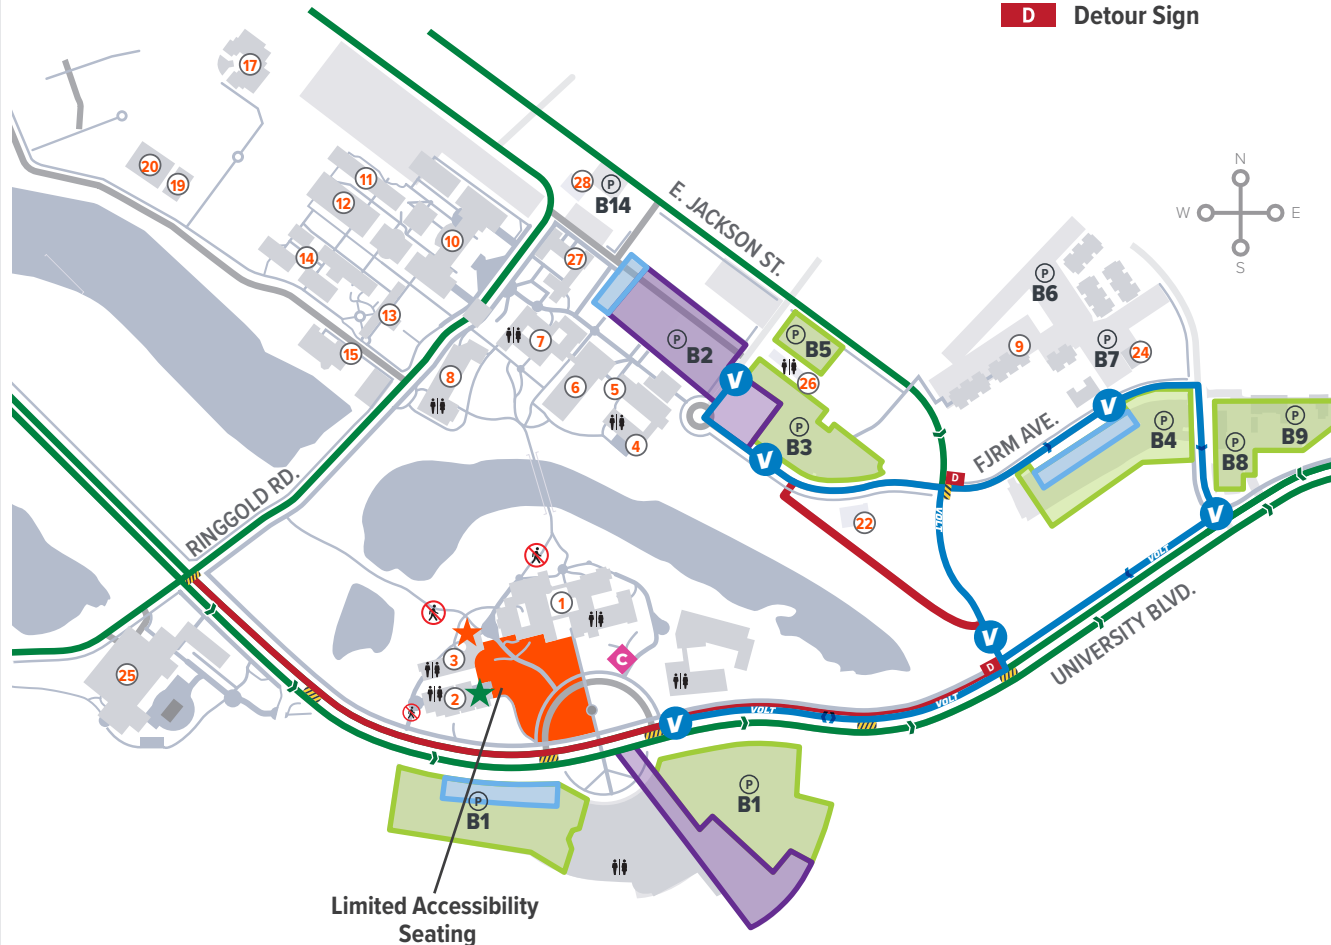 D Detour Sign
17
N
W E
S
20
19
11
12
28 P
B14
E. JACKSON ST.
10
14
27
13
15
7
8
6
5
4
P B2
P B5
26
P
B3
P
B6
9
P
B7
24
FJRM AVE.
P
B4
P
B8
P
B9
V
V
V
V
V
V
D
VOLT
22
RINGGOLD RD.
VOLT
UNIVERSITY BLVD.
1
3
2
C
25
D
VOLT
VOLT
P
B1
P
B1
Limited Accessibility
Seating